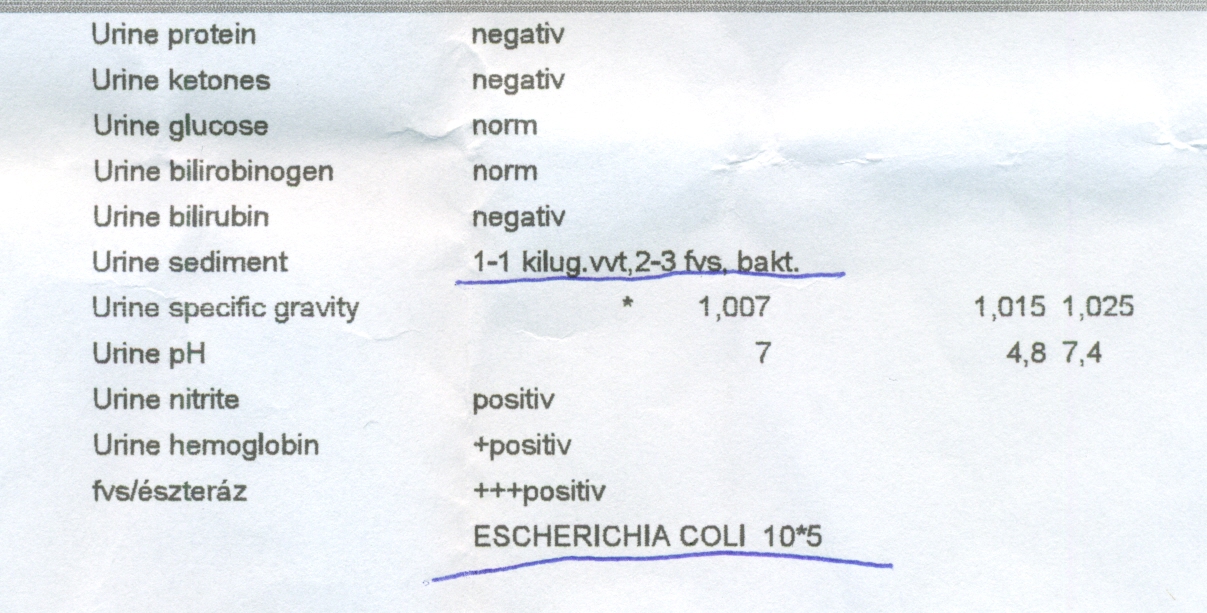 Urine protein negativ
Urine ketones negativ
Urine glucose norm
Urine bilirobinogen norm
Urine bilirubin negativ
Urine sediment 1-1 kilug.vvt,2-3 fvs, bakt.
Urine specific gravity * 1,007 1,015 1,025
Urine pH 7 4,8 7,4
Urine nitrite positiv
Urine hemoglobin +positiv
fvs/észteráz +++positiv
ESCHERICHIA COLI 10*5